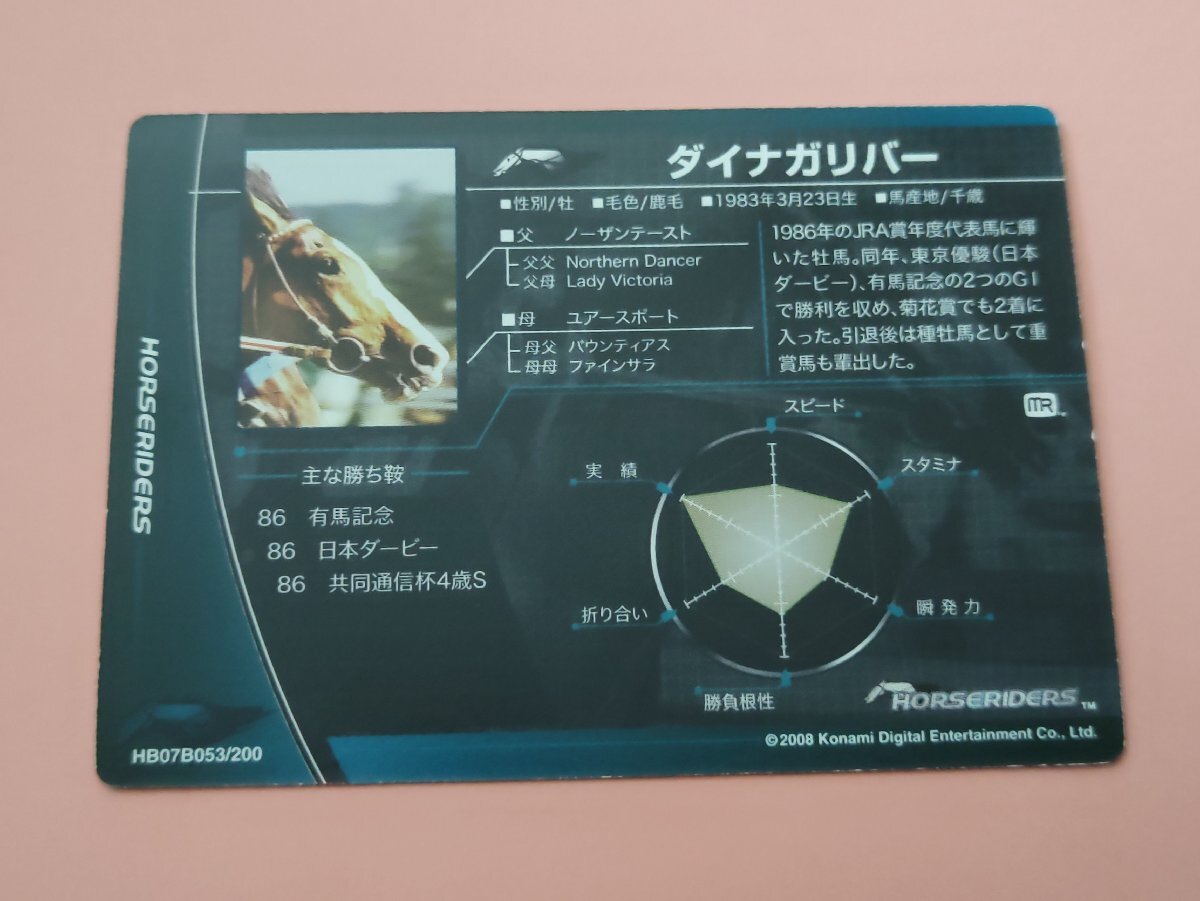 ダイナガリバー
■性別/牡 ■毛色/鹿毛 ■1983年3月23日生 ■馬産地/千歳
■父 ノーザンテースト
父父 Northern Dancer
父母 Lady Victoria
■母 ユアースポート
母父 バウンティアス
母母 ファインサラ
1986年のJRA賞年度代表馬に輝
いた牡馬。同年、東京優駿（日本
ダービー）、有馬記念の2つのGI
で勝利を収め、菊花賞でも2着に
入った。引退後は種牡馬として重
賞馬も輩出した。
MR
主な勝ち鞍
86 有馬記念
86 日本ダービー
86 共同通信杯4歳S
スピード
スタミナ
瞬発力
勝負根性
折り合い
実績
HORSERIDERS
HORSERIDERS™
HB07B053/200
©2008 Konami Digital Entertainment Co., Ltd.